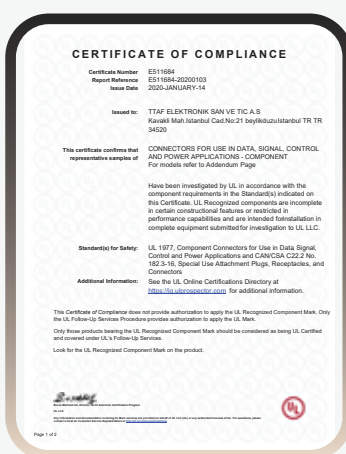 CERTIFICATE OF COMPLIANCE
Certificate Number E511684
Report Reference E511684-20200103
Issue Date 2020-JANUARY-14
Issued to: TTAF ELEKTRONIK SAN VE TIC A.S
Kavakli Mah.Istanbul Cad.No:21 beylikduzuIstanbul TR TR
34520
This certificate confirms that CONNECTORS FOR USE IN DATA, SIGNAL, CONTROL
representative samples of AND POWER APPLICATIONS - COMPONENT
For models refer to Addendum Page
Have been investigated by UL in accordance with the
component requirements in the Standard(s) indicated on
this Certificate. UL Recognized components are incomplete
in certain constructional features or restricted in
performance capabilities and are intended forinstallation in
complete equipment submitted for investigation to UL LLC.
Standard(s) for Safety: UL 1977, Component Connectors for Use in Data, Signal,
Control and Power Applications and CAN/CSA C22.2 No.
182.3-16, Special Use Attachment Plugs, Receptacles, and
Connectors
Additional Information: See the UL Online Certifications Directory at
https://iq.ulprospector.com for additional information.
This Certificate of Compliance does not provide authorization to apply the UL Recognized Component Mark. Only
the UL Follow-Up Services Procedure provides authorization to apply the UL Mark.
Only those products bearing the UL Recognized Component Mark should be considered as being UL Certified
and covered under UL's Follow-Up Services.
Look for the UL Recognized Component Mark on the product.
UL
Page 1 of 2